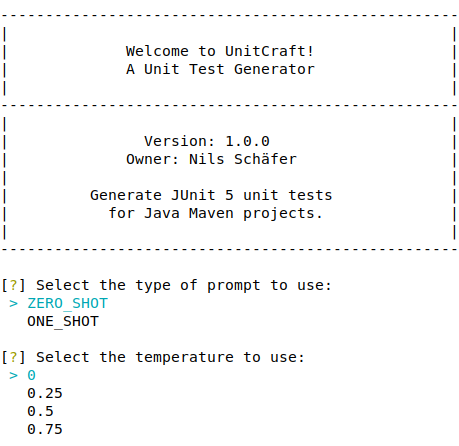 ---------------------------------------------------
Welcome to UnitCraft!
A Unit Test Generator
---------------------------------------------------
Version: 1.0.0
Owner: Nils Schäfer
Generate JUnit 5 unit tests
for Java Maven projects.
---------------------------------------------------
[?] Select the type of prompt to use:
> ZERO_SHOT
ONE_SHOT
[?] Select the temperature to use:
> 0
0.25
0.5
0.75